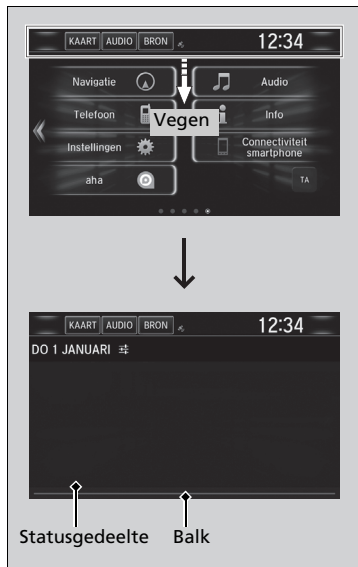 KAART AUDIO BRON 12:34
Navigatie Audio
Telefoon Info
Vegen
Instellingen Connectiviteit
smartphone
aha TA
KAART AUDIO BRON 12:34
DO 1 JANUARI
Statusgedeelte Balk